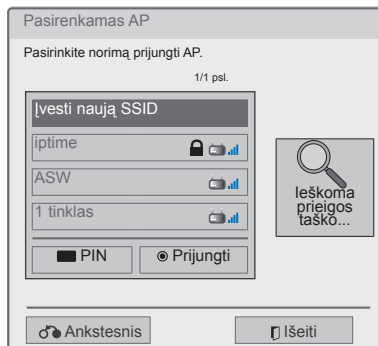 Pasirenkamas AP
Pasirinkite norimą prijungti AP.
1/1 psl.
Įvesti naują SSID
iptime
ASW
1 tinklas
Ieškoma
prieigos
taško...
PIN
Prijungti
Ankstesnis
Išeiti